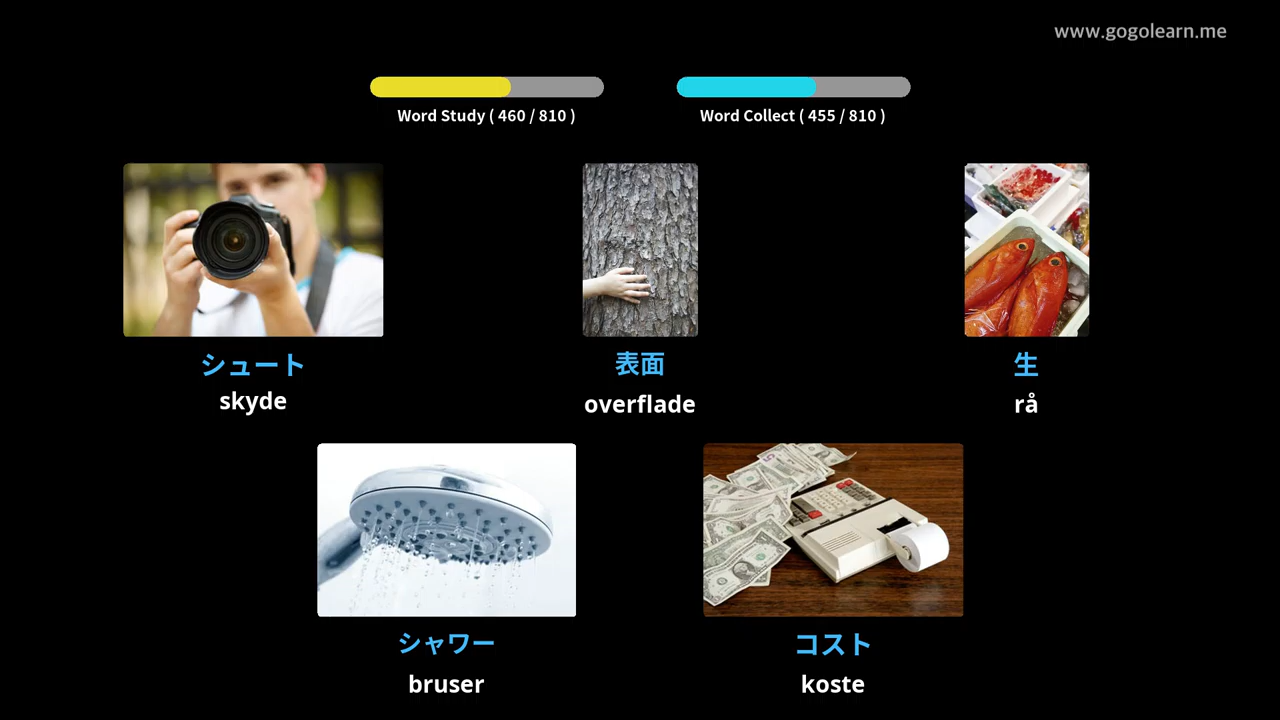 www.gogolearn.me
Word Study ( 460 / 810 )
Word Collect ( 455 / 810 )
シュート
skyde
表面
overflade
生
rå
シャワー
bruser
コスト
koste